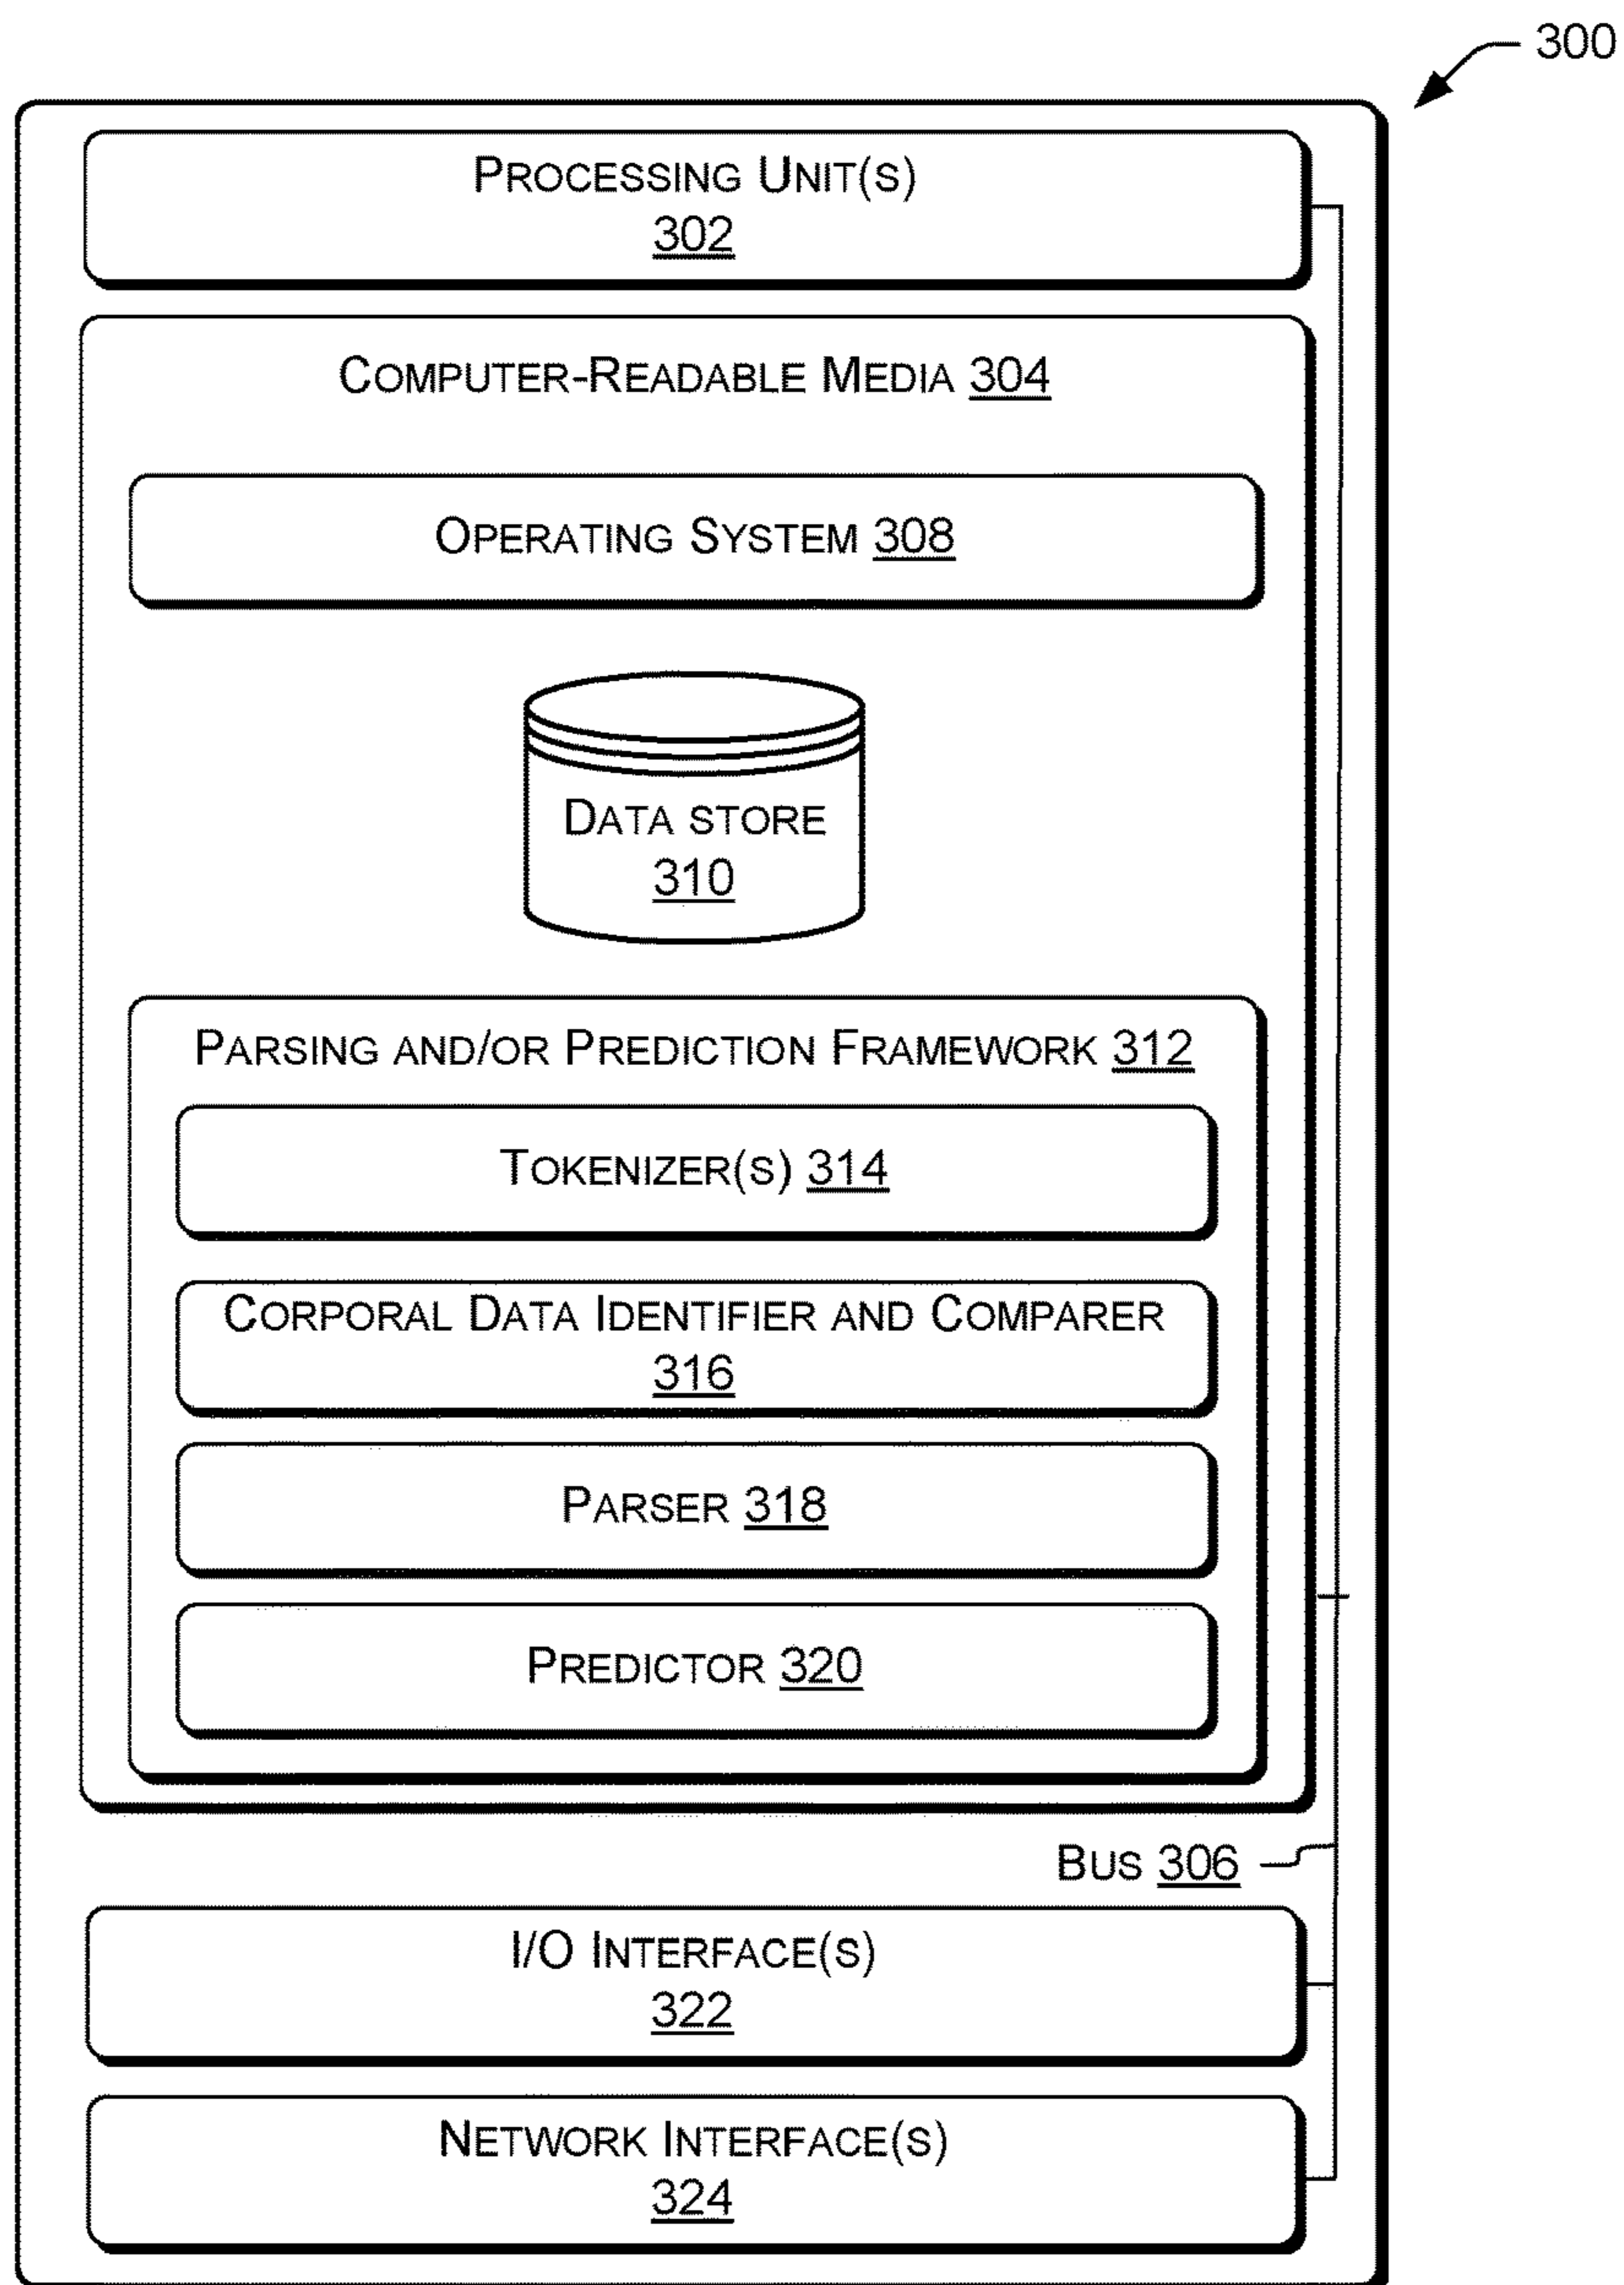 300
PROCESSING UNIT(S)
302
COMPUTER-READABLE MEDIA 304
OPERATING SYSTEM 308
DATA STORE
310
PARSING AND/OR PREDICTION FRAMEWORK 312
TOKENIZER(S) 314
CORPORAL DATA IDENTIFIER AND COMPARER
316
PARSER 318
PREDICTOR 320
BUS 306
I/O INTERFACE(S)
322
NETWORK INTERFACE(S)
324